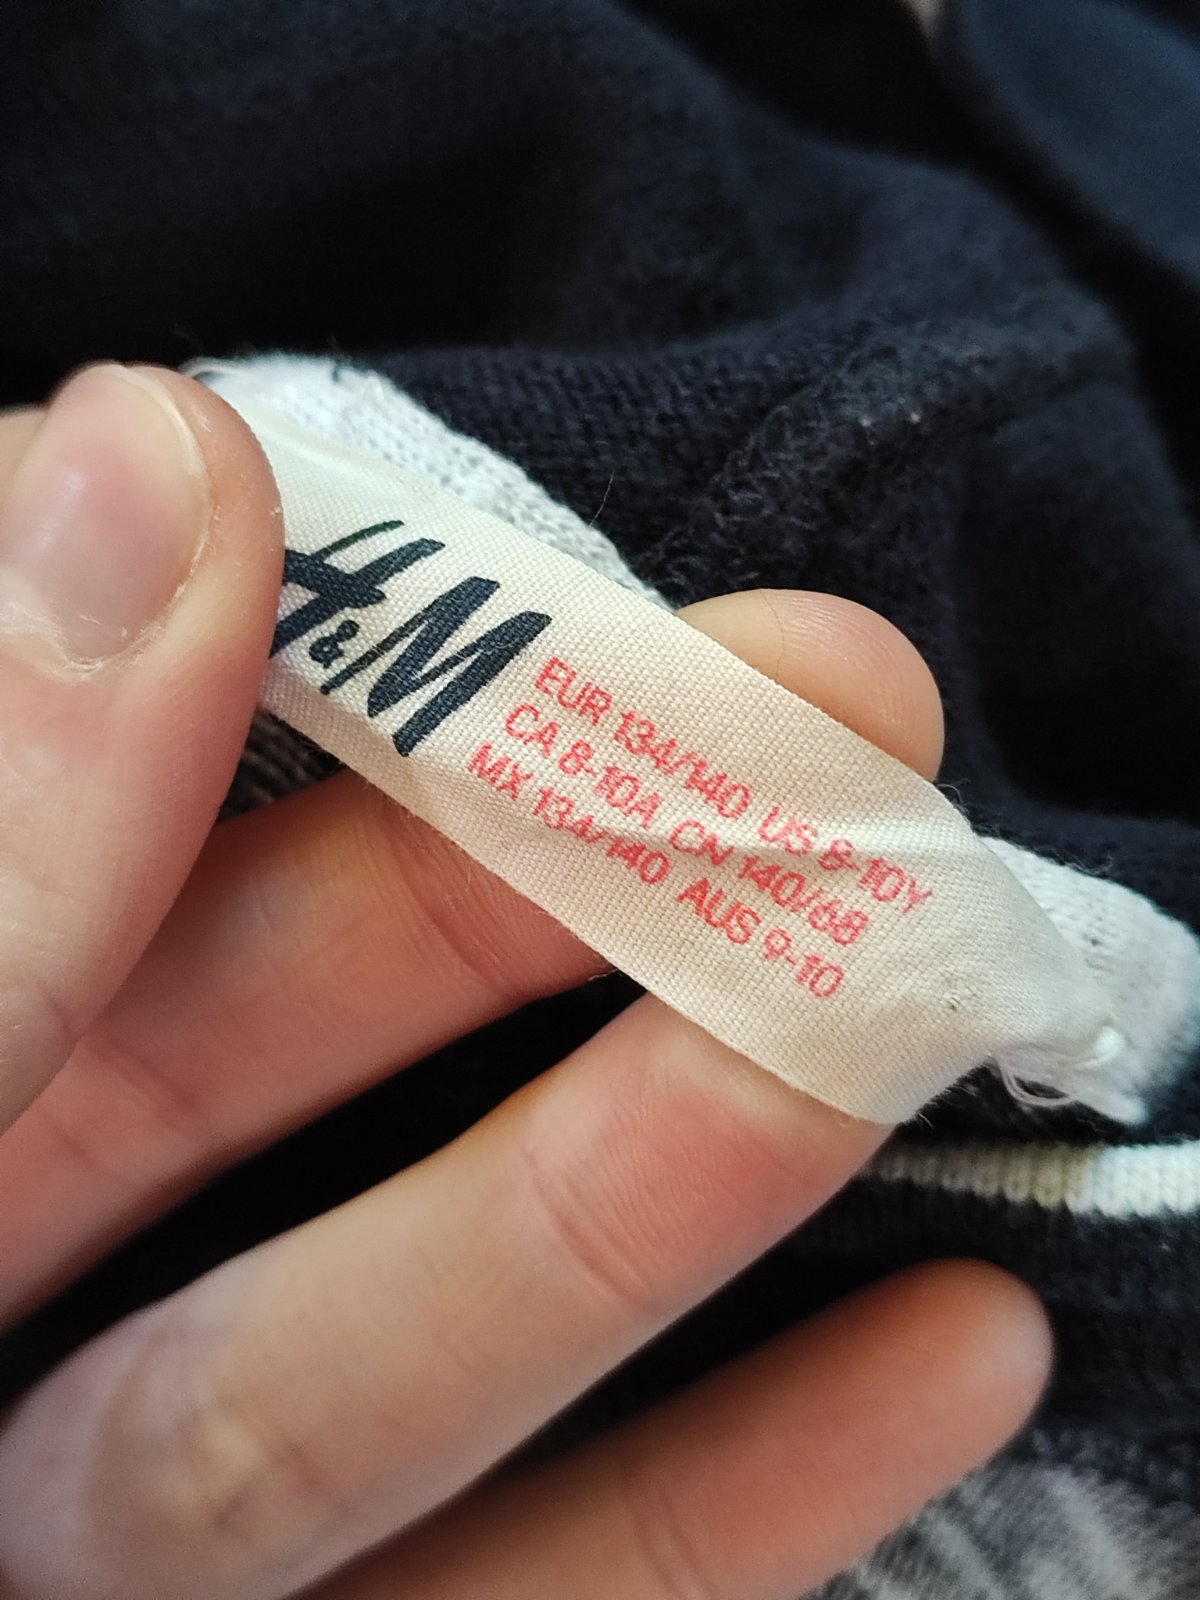 H&M
EUR 134/140 US 8-10Y
CA 8-10A CN 140/68
MX 134/140 AUS 9-10